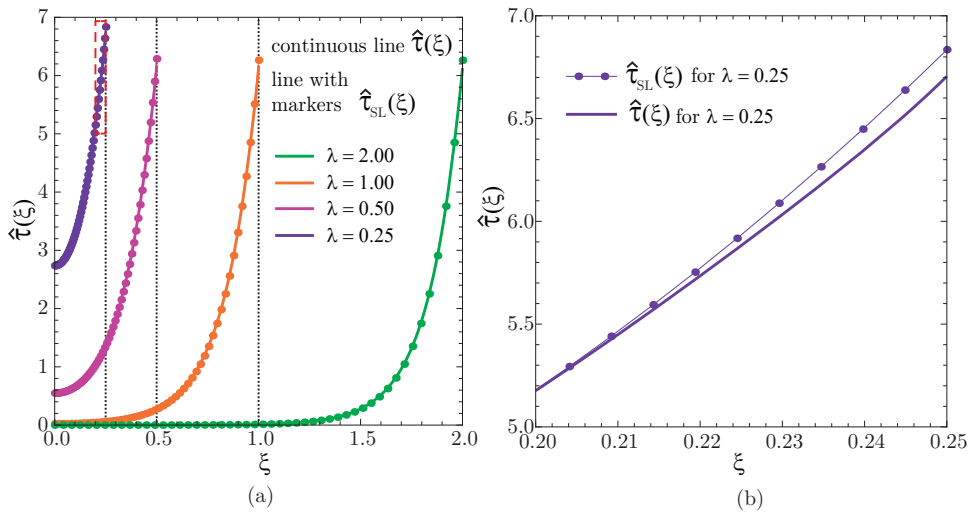 7
6
5
4
3
2
1
0
τ̂(ξ)
continuous line τ̂(ξ)
line with
markers τ̂SL(ξ)
λ = 2.00
λ = 1.00
λ = 0.50
λ = 0.25
0.0 0.5 1.0 1.5 2.0
ξ
(a)
7.0
6.5
6.0
5.5
5.0
τ̂(ξ)
τ̂SL(ξ) for λ = 0.25
τ̂(ξ) for λ = 0.25
0.20 0.21 0.22 0.23 0.24 0.25
ξ
(b)